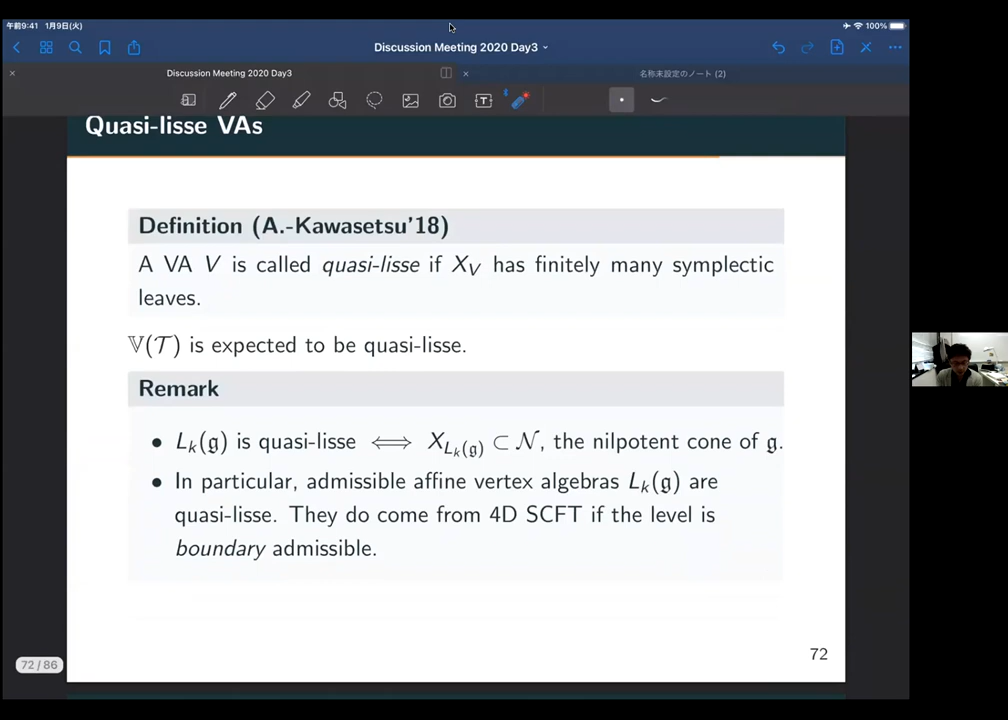 午前9:41 1月9日(火)
100%
Discussion Meeting 2020 Day3
Discussion Meeting 2020 Day3
名称未設定のノート (2)
Quasi-lisse VAs
Definition (A.-Kawasetsu'18)
A VA V is called quasi-lisse if X_V has finitely many symplectic
leaves.
𝕍(𝒯) is expected to be quasi-lisse.
Remark
• L_k(𝔤) is quasi-lisse ⟺ X_{L_k(𝔤)} ⊂ 𝒩, the nilpotent cone of 𝔤.
• In particular, admissible affine vertex algebras L_k(𝔤) are
quasi-lisse. They do come from 4D SCFT if the level is
boundary admissible.
72 / 86
72